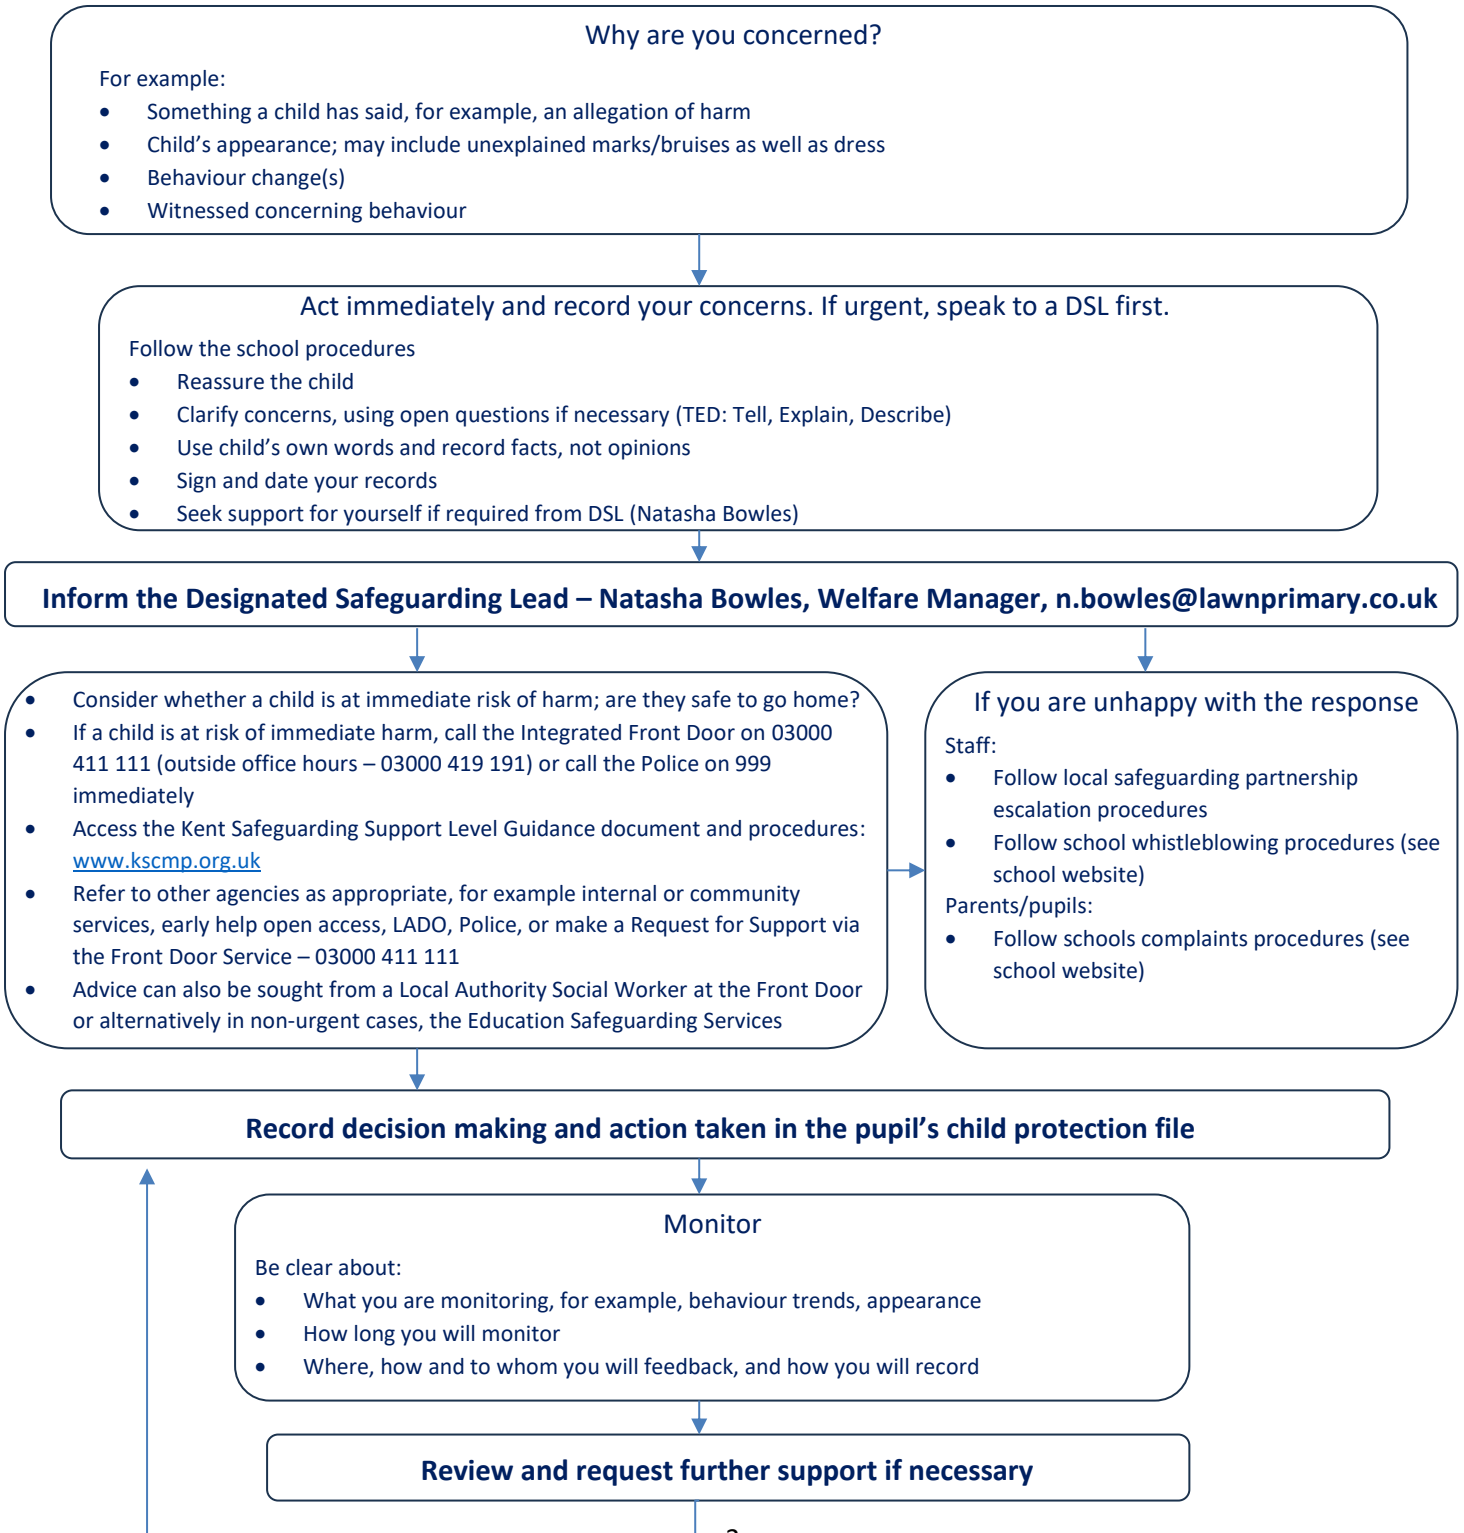 Why are you concerned?
For example:
• Something a child has said, for example, an allegation of harm
• Child’s appearance; may include unexplained marks/bruises as well as dress
• Behaviour change(s)
• Witnessed concerning behaviour
Act immediately and record your concerns. If urgent, speak to a DSL first.
Follow the school procedures
• Reassure the child
• Clarify concerns, using open questions if necessary (TED: Tell, Explain, Describe)
• Use child’s own words and record facts, not opinions
• Sign and date your records
• Seek support for yourself if required from DSL (Natasha Bowles)
Inform the Designated Safeguarding Lead – Natasha Bowles, Welfare Manager, n.bowles@lawnprimary.co.uk
• Consider whether a child is at immediate risk of harm; are they safe to go home?
• If a child is at risk of immediate harm, call the Integrated Front Door on 03000
411 111 (outside office hours – 03000 419 191) or call the Police on 999
immediately
• Access the Kent Safeguarding Support Level Guidance document and procedures:
www.kscmp.org.uk
• Refer to other agencies as appropriate, for example internal or community
services, early help open access, LADO, Police, or make a Request for Support via
the Front Door Service – 03000 411 111
• Advice can also be sought from a Local Authority Social Worker at the Front Door
or alternatively in non-urgent cases, the Education Safeguarding Services
If you are unhappy with the response
Staff:
• Follow local safeguarding partnership
escalation procedures
• Follow school whistleblowing procedures (see
school website)
Parents/pupils:
• Follow schools complaints procedures (see
school website)
Record decision making and action taken in the pupil’s child protection file
Monitor
Be clear about:
• What you are monitoring, for example, behaviour trends, appearance
• How long you will monitor
• Where, how and to whom you will feedback, and how you will record
Review and request further support if necessary